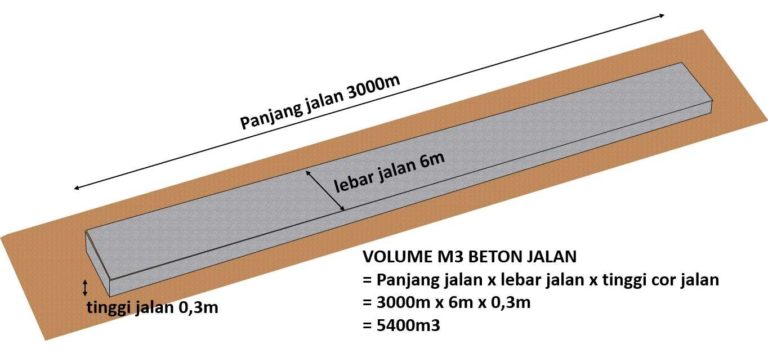 Panjang jalan 3000m
lebar jalan 6m
tinggi jalan 0,3m
VOLUME M3 BETON JALAN
= Panjang jalan x lebar jalan x tinggi cor jalan
= 3000m x 6m x 0,3m
= 5400m3